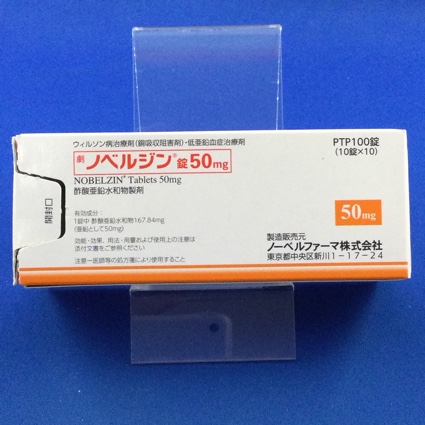 ウィルソン病治療剤(銅吸収阻害剤)・低亜鉛血症治療剤
劇 ノベルジン®錠50mg
NOBELZIN® Tablets 50mg
酢酸亜鉛水和物製剤
有効成分:
1錠中 酢酸亜鉛水和物167.84mg
(亜鉛として50mg)
効能・効果、用法・用量および使用上の注意は
添付文書をご参照ください
注意-医師等の処方箋により使用すること
開封口
PTP100錠
(10錠×10)
50mg
製造販売元
ノーベルファーマ株式会社
東京都中央区新川1-17-24